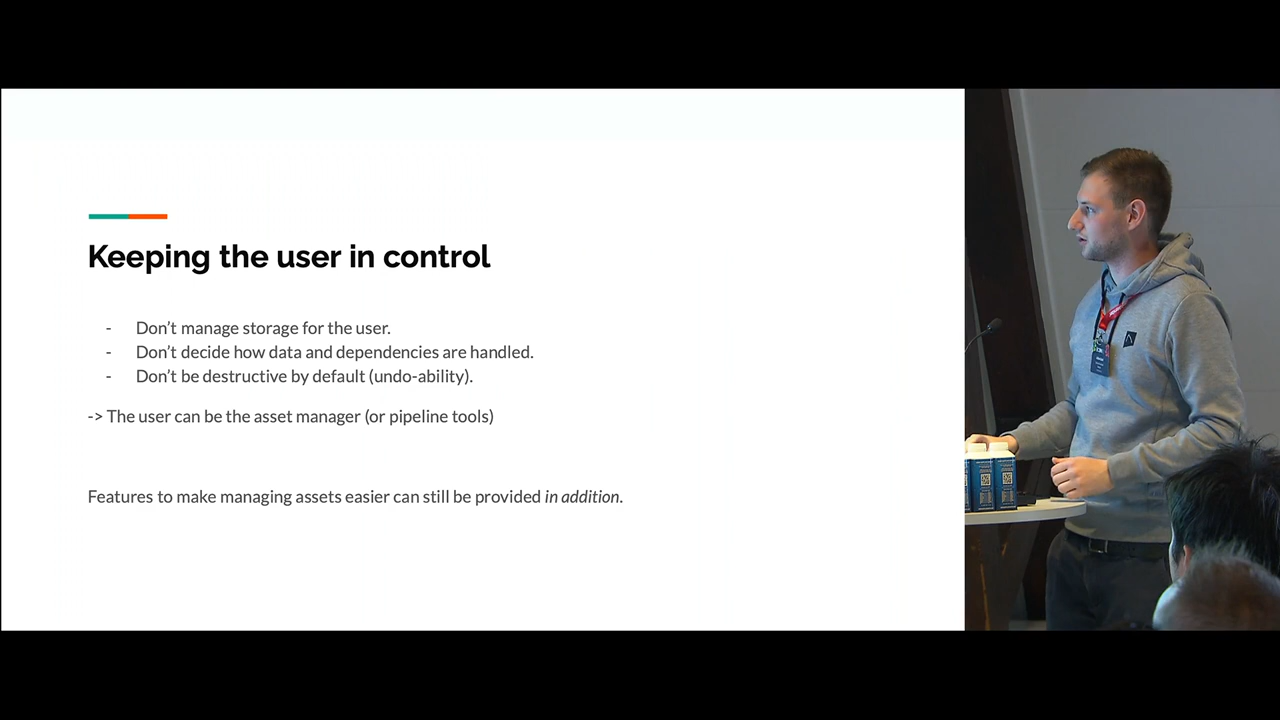 Keeping the user in control
- Don’t manage storage for the user.
- Don’t decide how data and dependencies are handled.
- Don’t be destructive by default (undo-ability).
-> The user can be the asset manager (or pipeline tools)
Features to make managing assets easier can still be provided in addition.